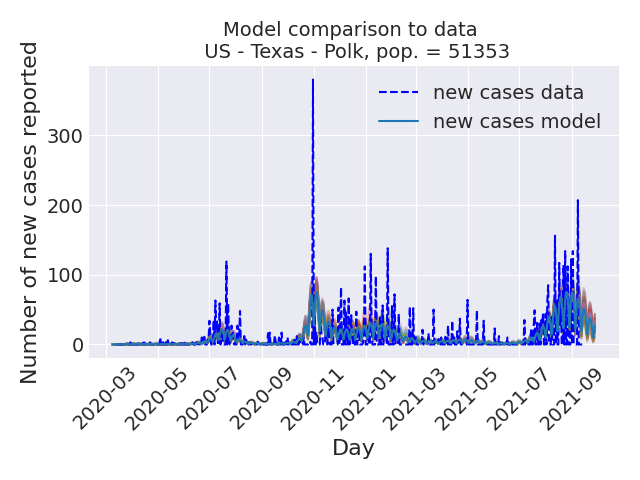 Model comparison to data
US - Texas - Polk, pop. = 51353
Number of new cases reported
300
200
100
0
new cases data
new cases model
2020-03
2020-05
2020-07
2020-09
2020-11
2021-01
2021-03
2021-05
2021-07
2021-09
Day